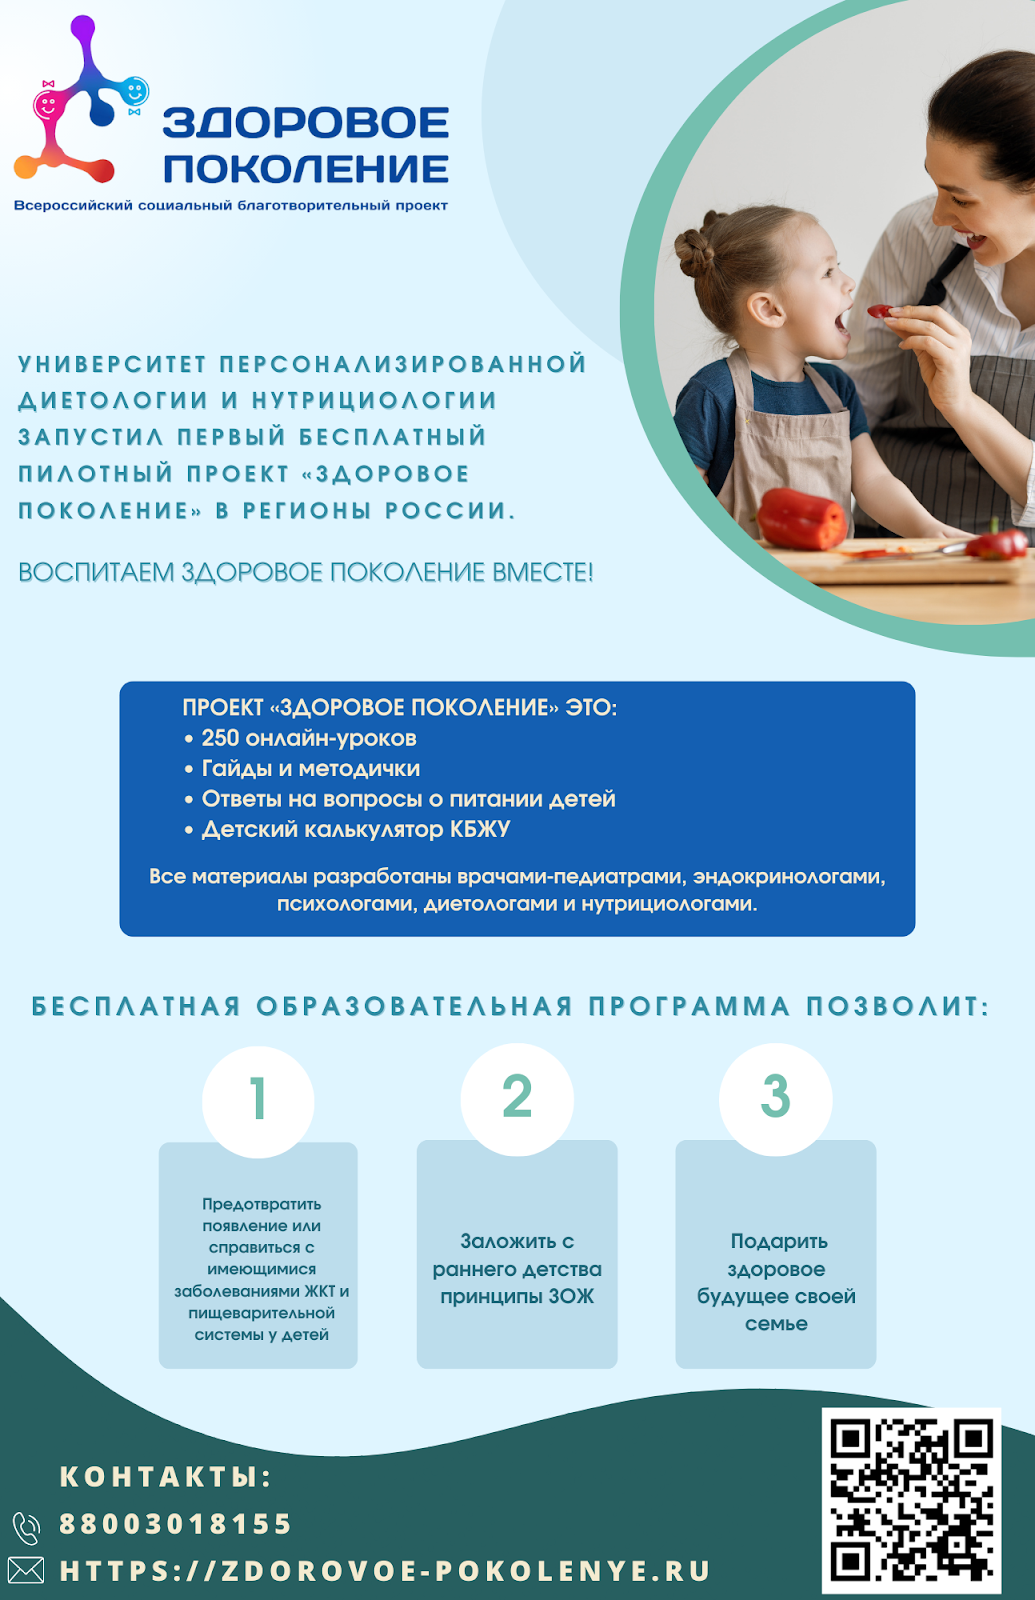 ЗДОРОВОЕ
ПОКОЛЕНИЕ
Всероссийский социальный благотворительный проект
УНИВЕРСИТЕТ ПЕРСОНАЛИЗИРОВАННОЙ
ДИЕТОЛОГИИ И НУТРИЦИОЛОГИИ
ЗАПУСТИЛ ПЕРВЫЙ БЕСПЛАТНЫЙ
ПИЛОТНЫЙ ПРОЕКТ «ЗДОРОВОЕ
ПОКОЛЕНИЕ» В РЕГИОНЫ РОССИИ.
ВОСПИТАЕМ ЗДОРОВОЕ ПОКОЛЕНИЕ ВМЕСТЕ!
ПРОЕКТ «ЗДОРОВОЕ ПОКОЛЕНИЕ» ЭТО:
• 250 онлайн-уроков
• Гайды и методички
• Ответы на вопросы о питании детей
• Детский калькулятор КБЖУ
Все материалы разработаны врачами-педиатрами, эндокринологами,
психологами, диетологами и нутрициологами.
БЕСПЛАТНАЯ ОБРАЗОВАТЕЛЬНАЯ ПРОГРАММА ПОЗВОЛИТ:
1
Предотвратить
появление или
справиться с
имеющимися
заболеваниями ЖКТ и
пищеварительной
системы у детей
2
Заложить с
раннего детства
принципы ЗОЖ
3
Подарить
здоровое
будущее своей
семье
КОНТАКТЫ:
88003018155
HTTPS://ZDOROVOE-POKOLENYE.RU